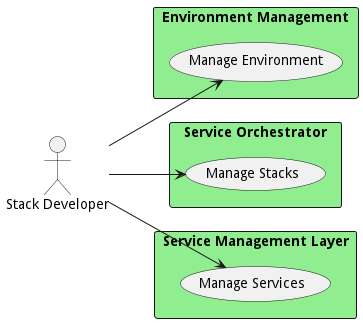 Environment Management
Manage Environment
Service Orchestrator
Manage Stacks
Stack Developer
Service Management Layer
Manage Services